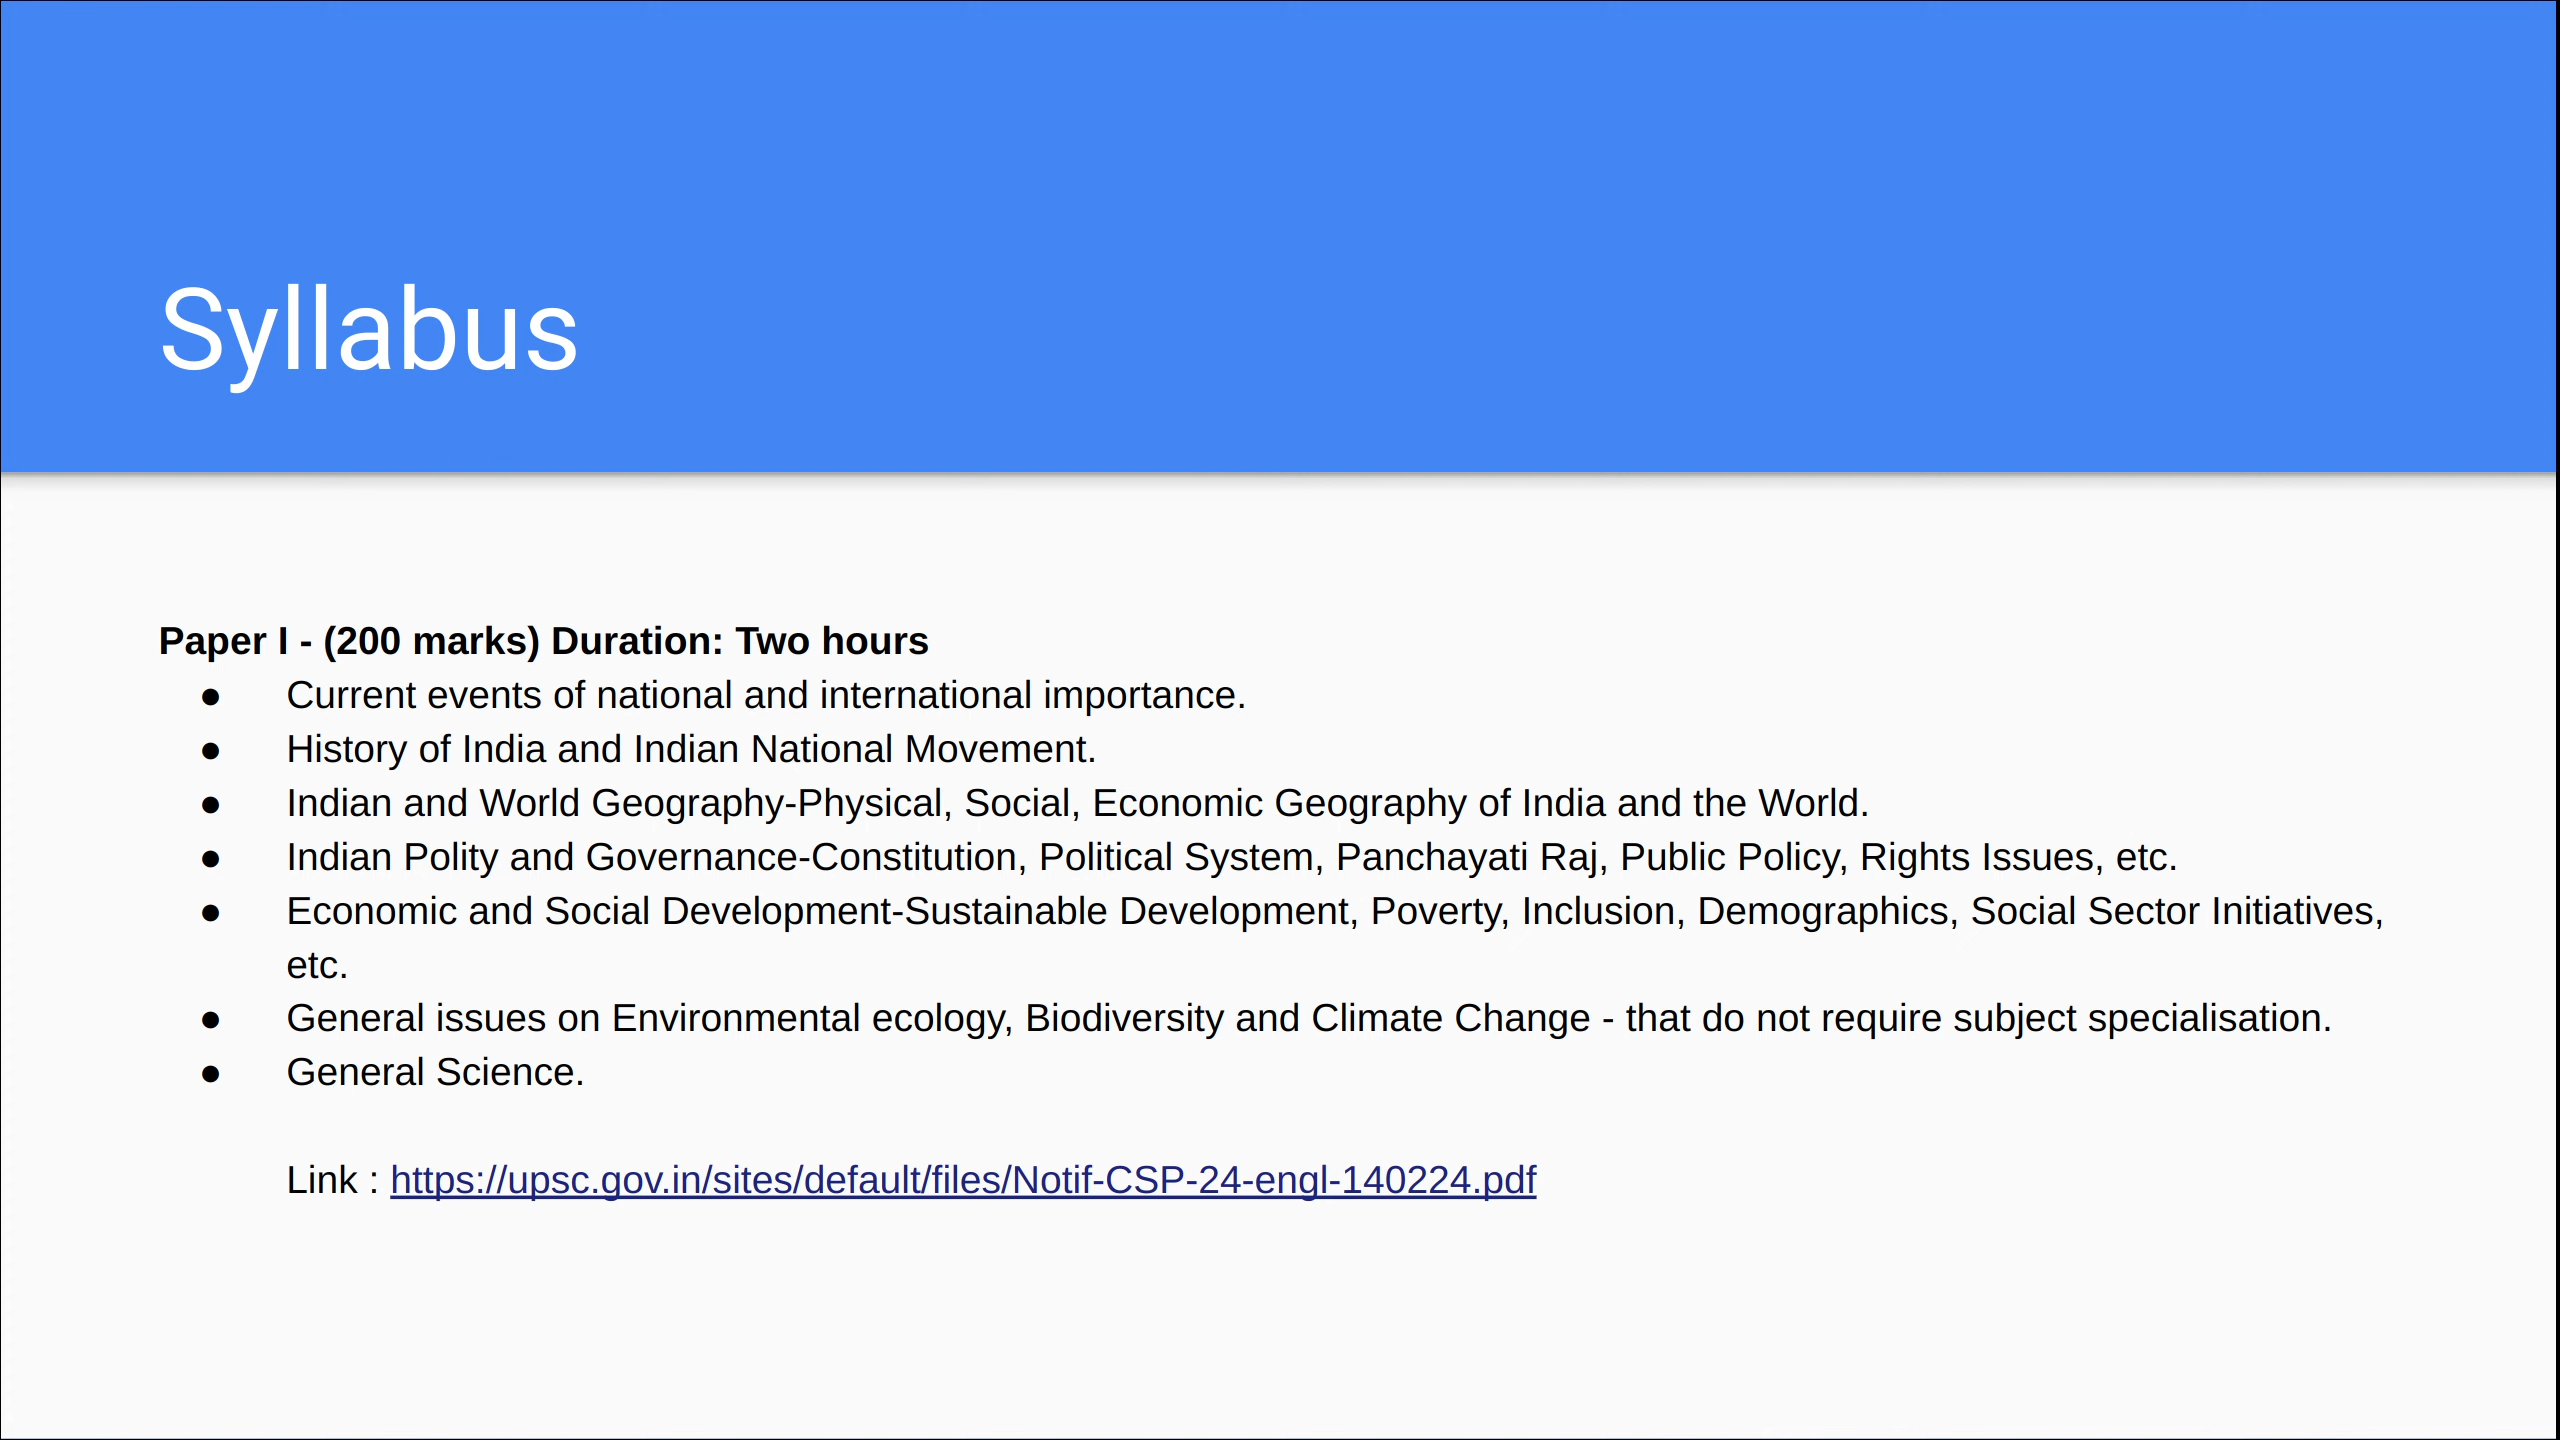 Syllabus
Paper I - (200 marks) Duration: Two hours
● Current events of national and international importance.
● History of India and Indian National Movement.
● Indian and World Geography-Physical, Social, Economic Geography of India and the World.
● Indian Polity and Governance-Constitution, Political System, Panchayati Raj, Public Policy, Rights Issues, etc.
● Economic and Social Development-Sustainable Development, Poverty, Inclusion, Demographics, Social Sector Initiatives,
etc.
● General issues on Environmental ecology, Biodiversity and Climate Change - that do not require subject specialisation.
● General Science.
Link : https://upsc.gov.in/sites/default/files/Notif-CSP-24-engl-140224.pdf